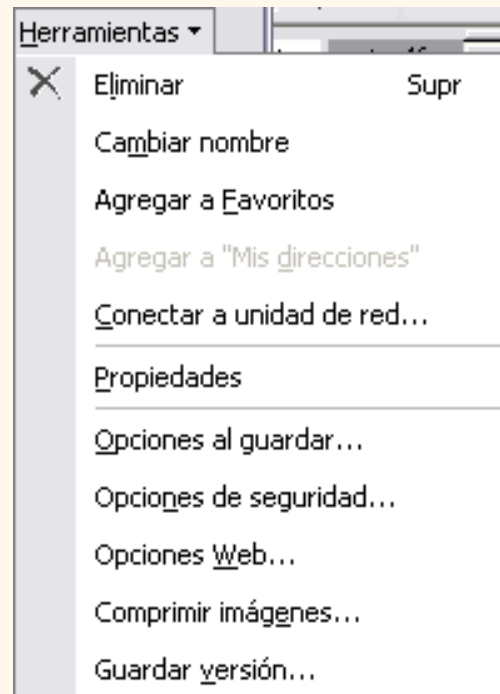 Herramientas
Eliminar Supr
Cambiar nombre
Agregar a Favoritos
Agregar a "Mis direcciones"
Conectar a unidad de red...
Propiedades
Opciones al guardar...
Opciones de seguridad...
Opciones Web...
Comprimir imágenes...
Guardar versión...